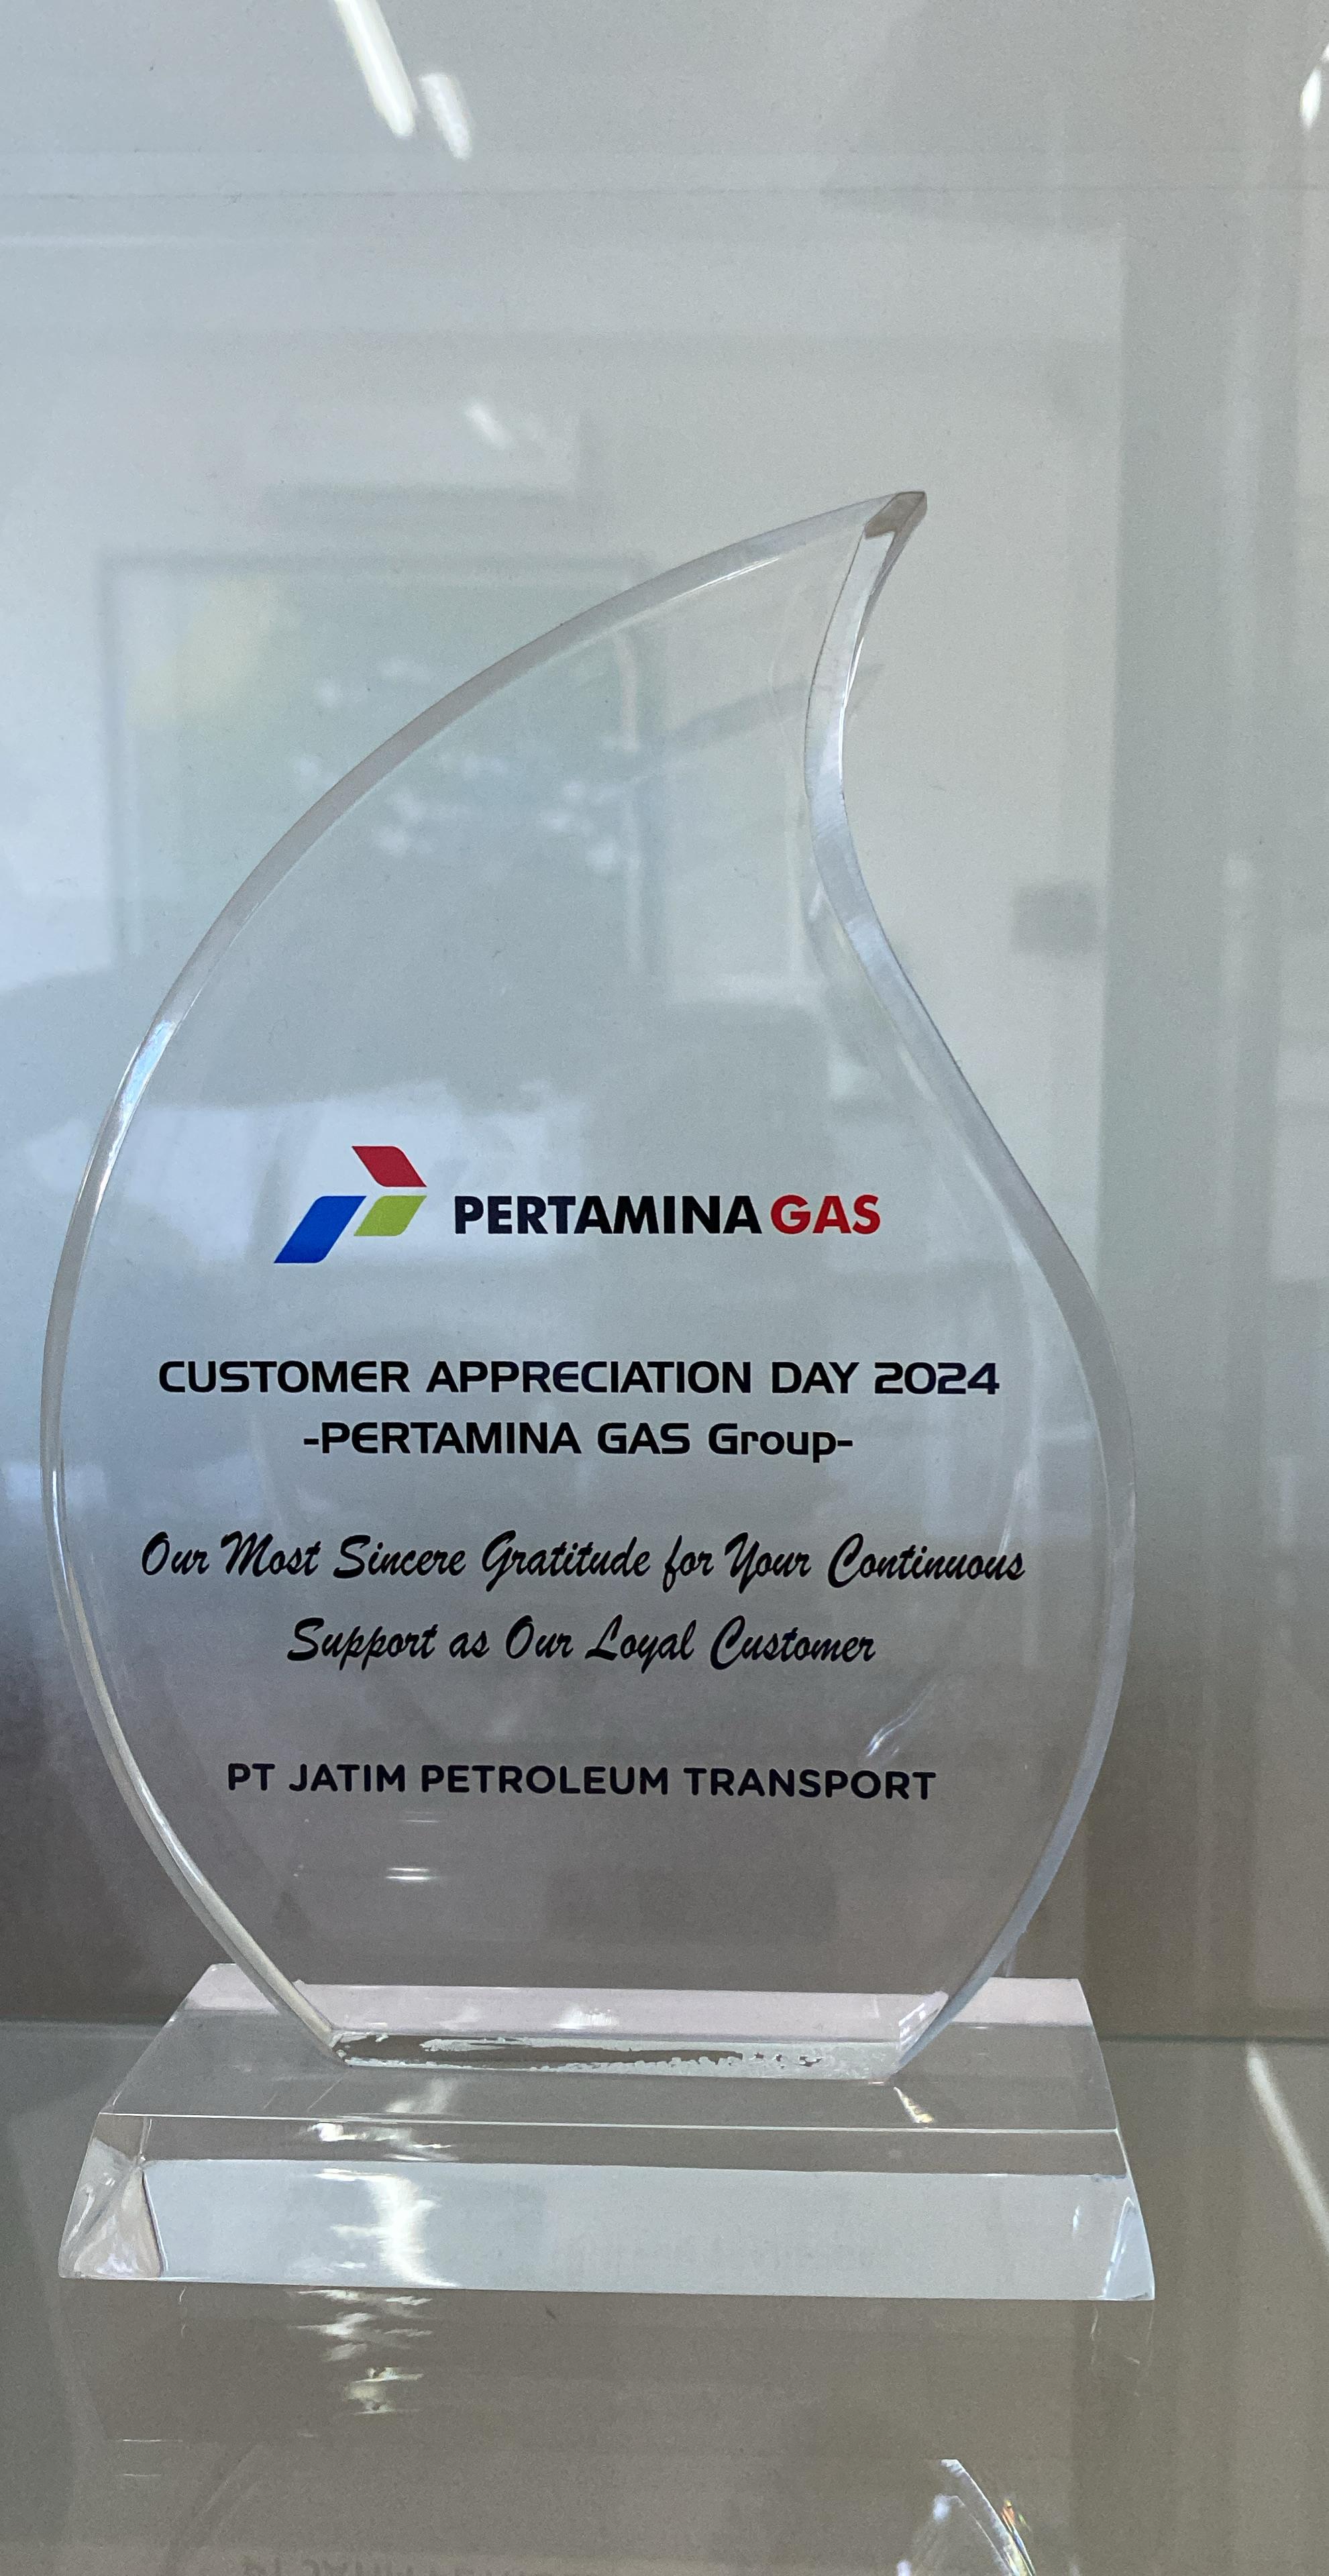 PERTAMINA GAS
CUSTOMER APPRECIATION DAY 2024
-PERTAMINA GAS Group-
Our Most Sincere Gratitude for Your Continuous
Support as Our Loyal Customer
PT JATIM PETROLEUM TRANSPORT